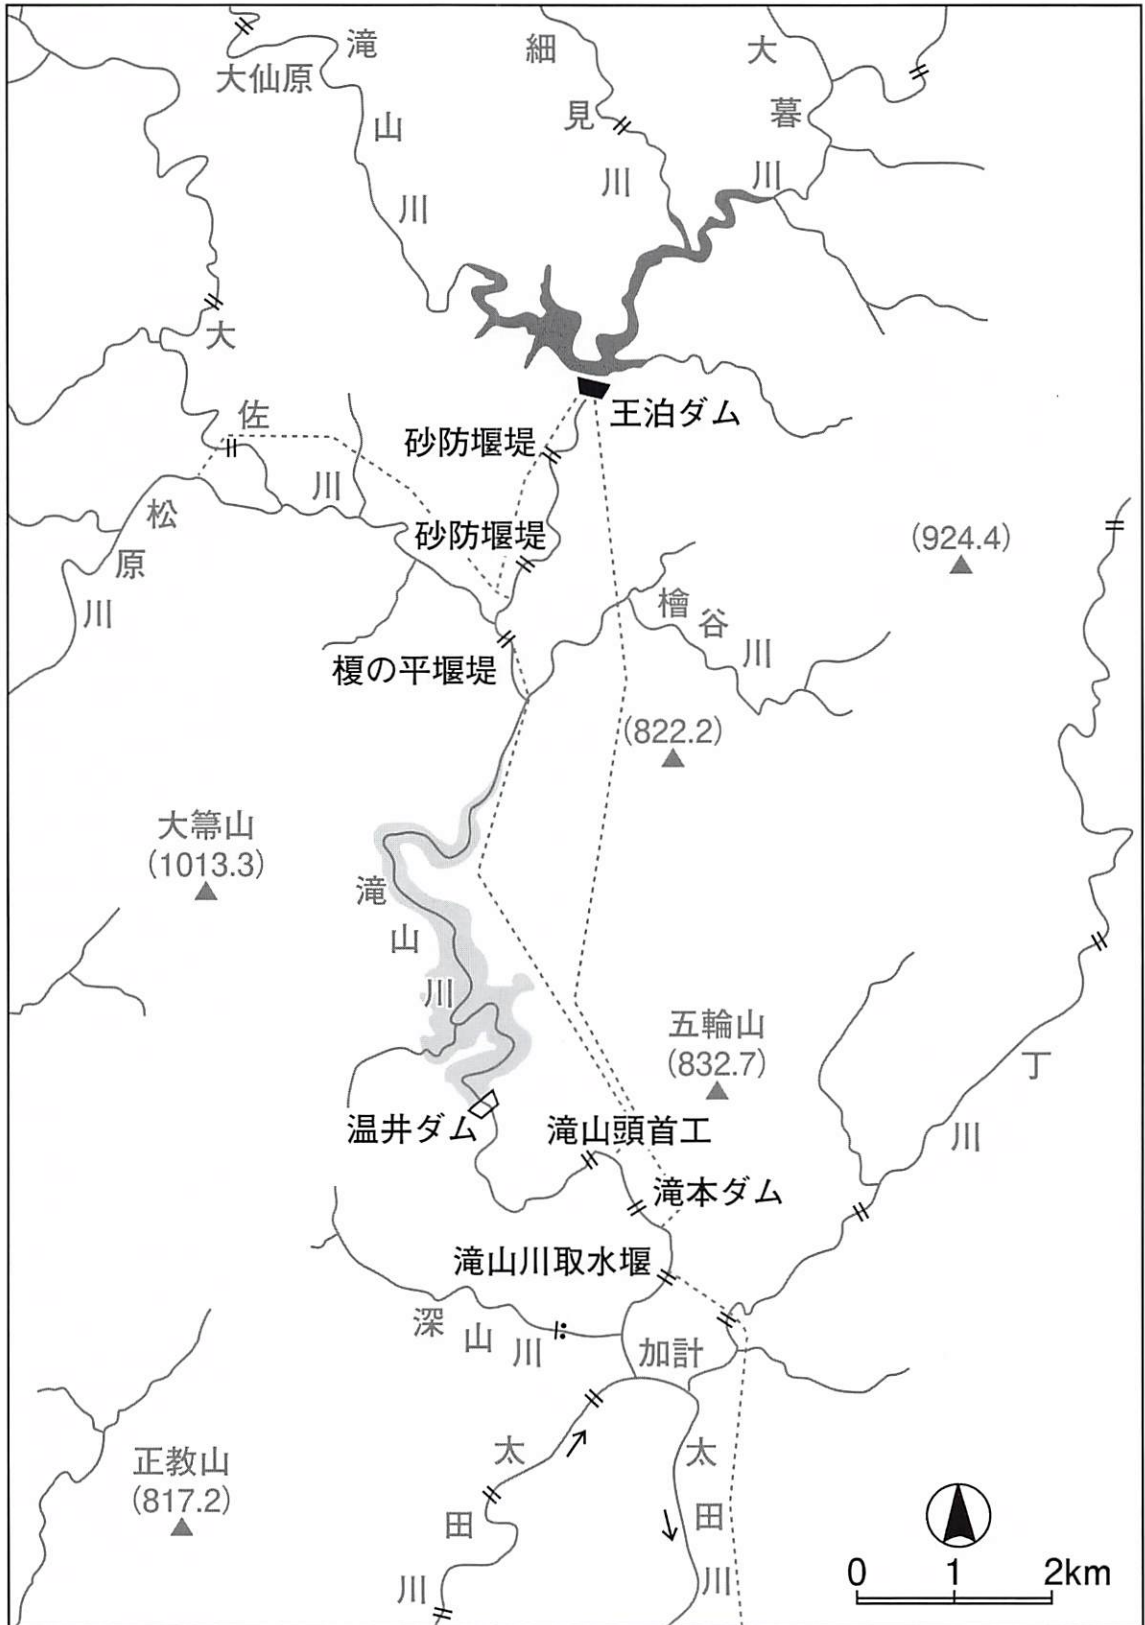 滝山川
大仙原
細見川
大暮川
王泊ダム
砂防堰堤
大佐川
砂防堰堤
松原川
(924.4)
檜谷川
榎の平堰堤
(822.2)
大箒山
(1013.3)
滝山川
五輪山
(832.7)
丁川
温井ダム
滝山頭首工
滝本ダム
滝山川取水堰
深山川
加計
正教山
(817.2)
太田川
太田川
0 1 2km